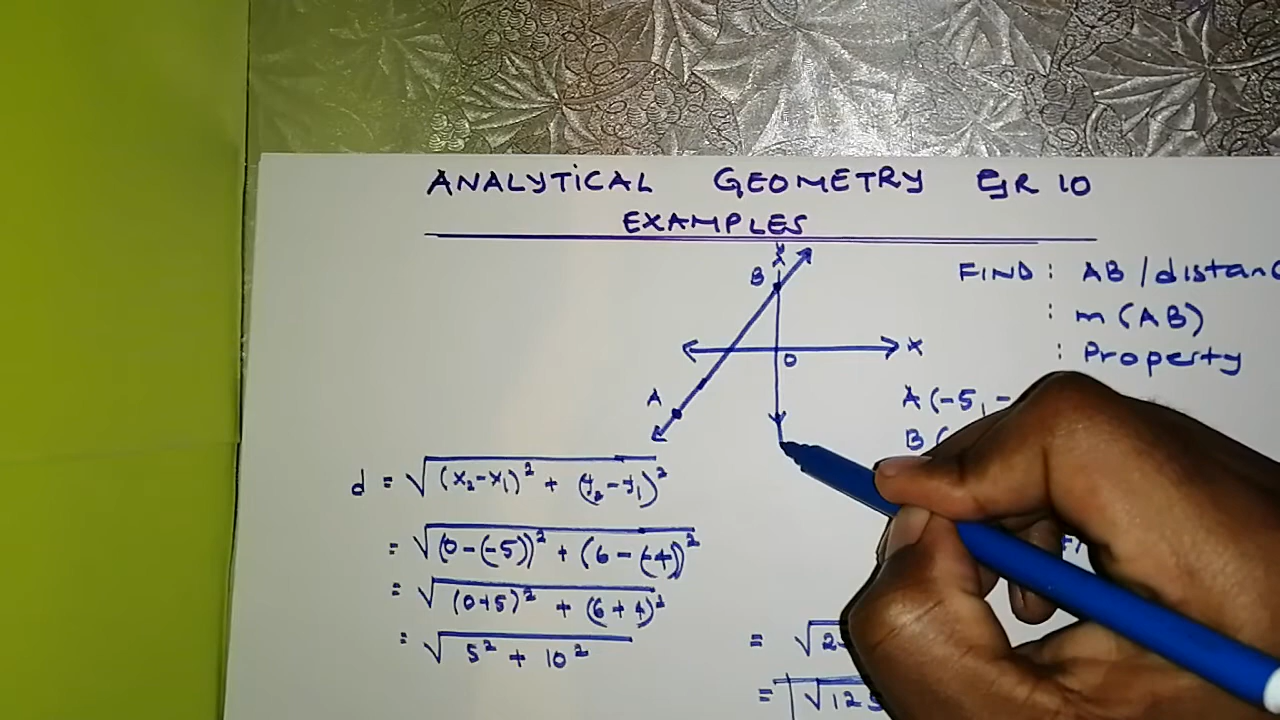 ANALYTICAL GEOMETRY GR 10
EXAMPLES
Y
B
X
O
A
FIND : AB / distanc
: m(AB)
: Property
A(-5, -
B(
d = √(x₂-x₁)² + (y₂-y₁)²
= √(0-(-5))² + (6-(-4))²
= √(0+5)² + (6+4)²
= √5² + 10²
= √2
= √125